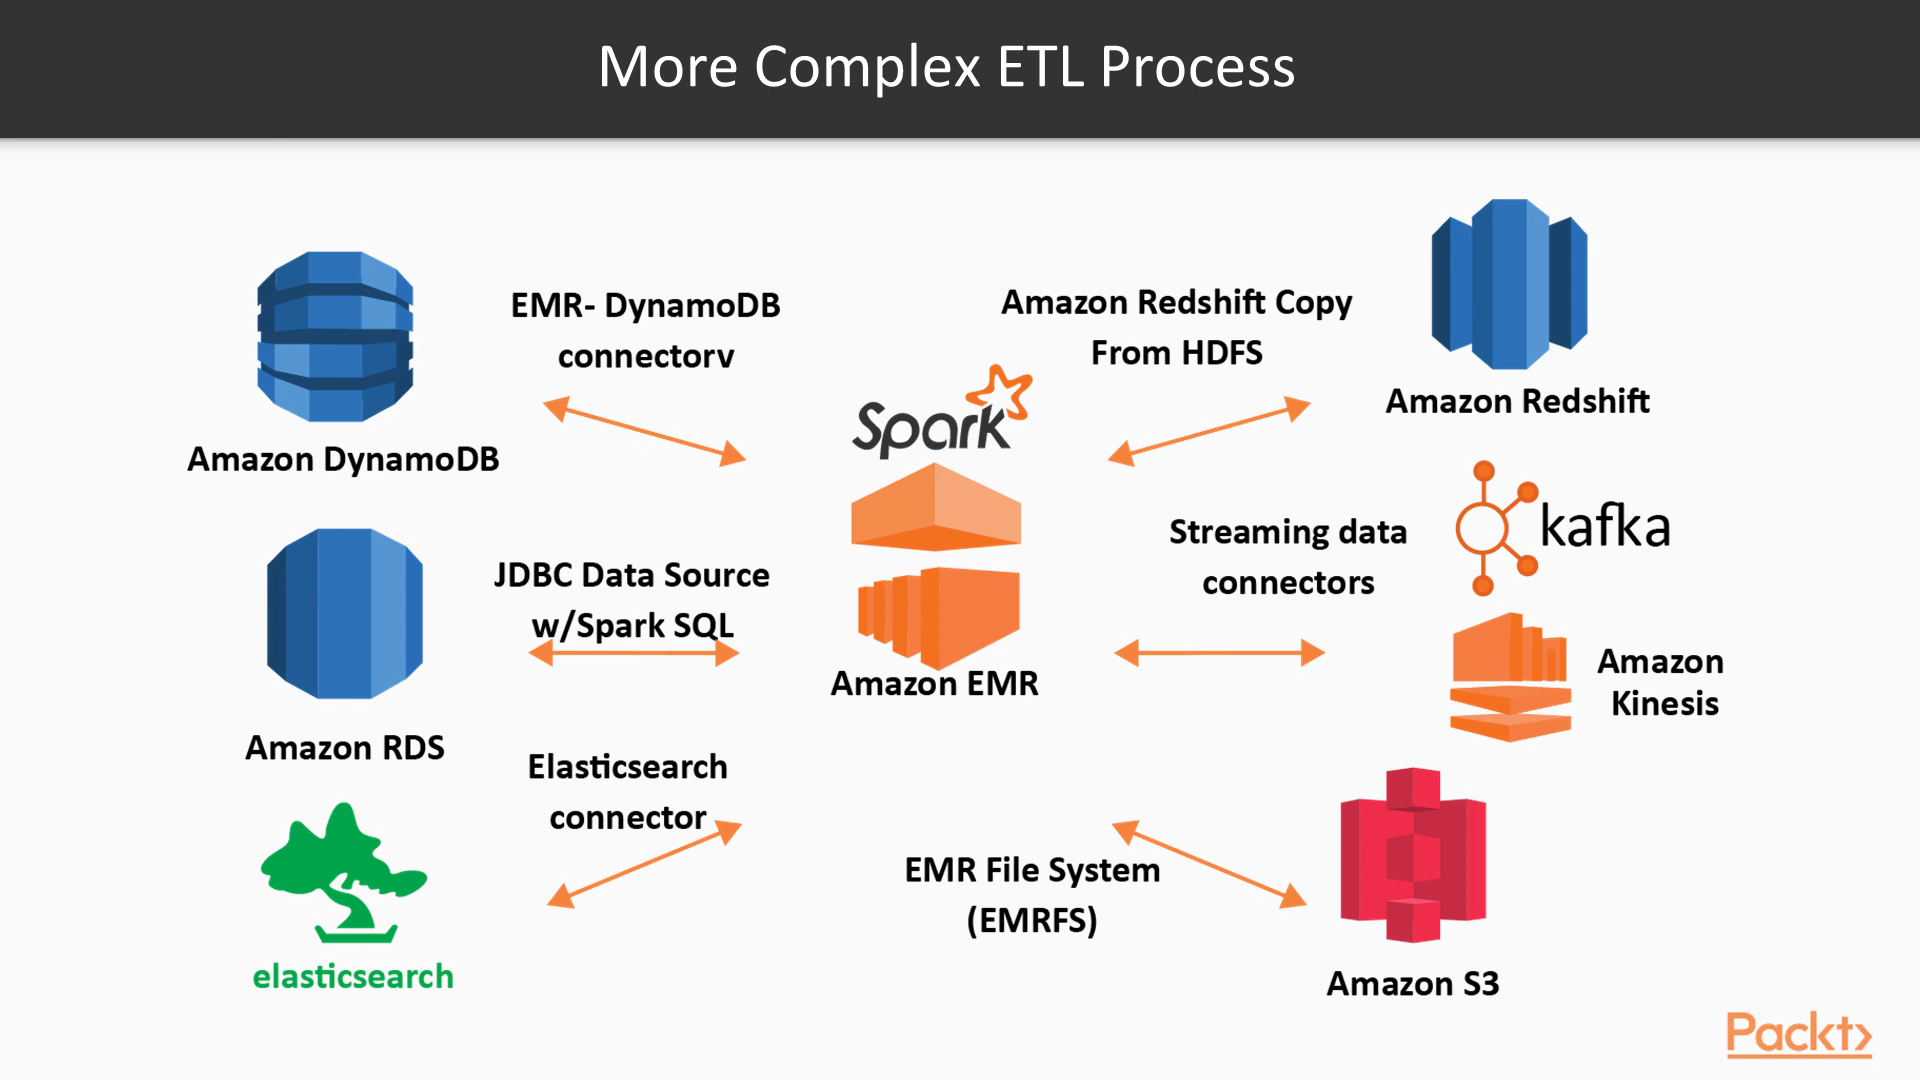 More Complex ETL Process
EMR- DynamoDB
connectorv
Amazon DynamoDB
Amazon Redshift Copy
From HDFS
Amazon Redshift
Spark
JDBC Data Source
w/Spark SQL
Amazon RDS
Amazon EMR
Streaming data
connectors
kafka
Amazon
Kinesis
Elasticsearch
connector
elasticsearch
EMR File System
(EMRFS)
Amazon S3
Packt>